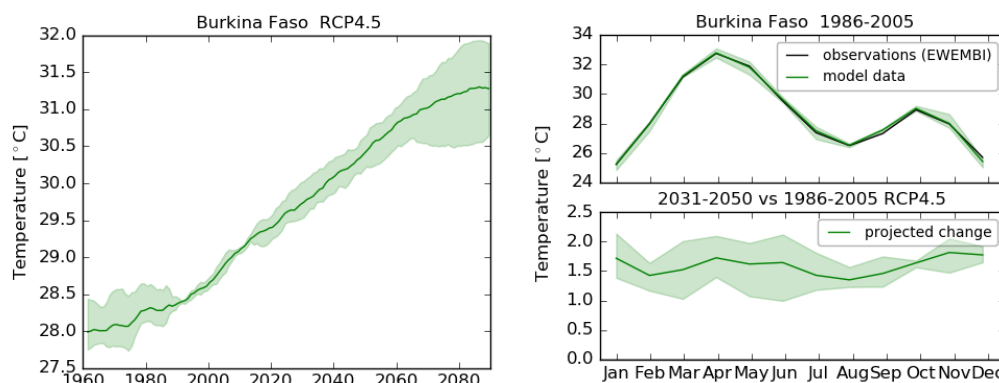 Burkina Faso RCP4.5
Temperature [°C]
32.0
31.5
31.0
30.5
30.0
29.5
29.0
28.5
28.0
27.5
1960 1980 2000 2020 2040 2060 2080
Burkina Faso 1986-2005
Temperature [°C]
34
32
30
28
26
24
observations (EWEMBI)
model data
2031-2050 vs 1986-2005 RCP4.5
2.5
2.0
1.5
1.0
0.5
0.0
projected change
Jan Feb Mar Apr May Jun Jul Aug Sep Oct Nov Dec